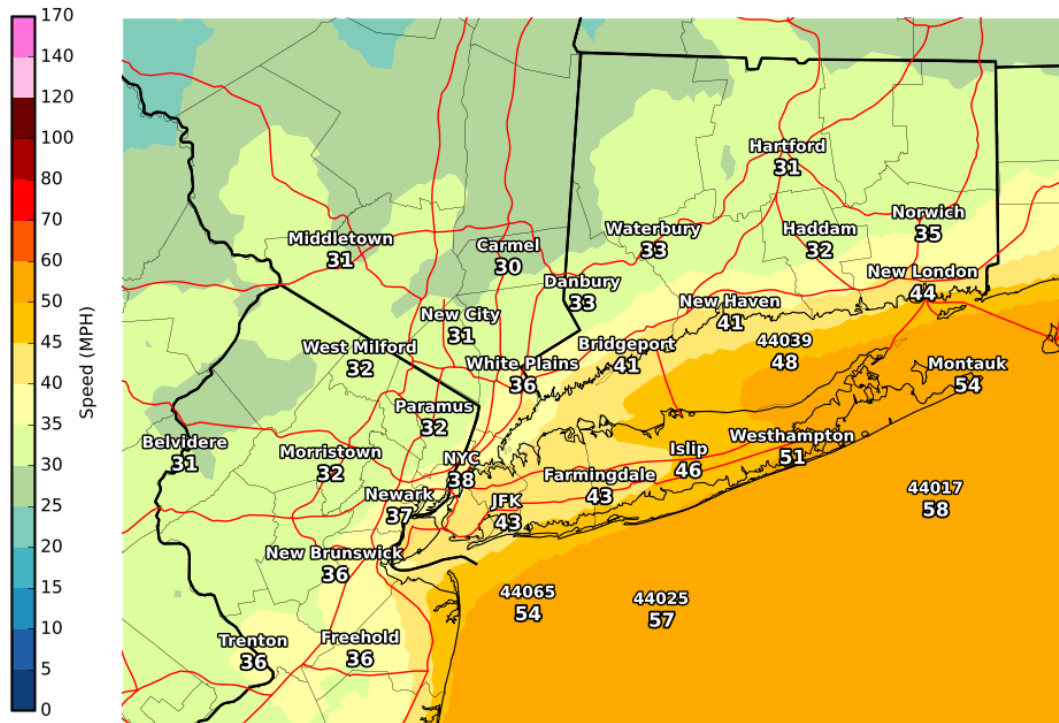 170
140
120
100
80
70
60
50
45
40
35
30
25
20
15
10
5
0
Speed (MPH)
Hartford
31
Norwich
35
Waterbury
33
Haddam
32
Middletown
31
Carmel
30
New London
44
Danbury
33
New Haven
41
New City
31
44039
48
West Milford
32
Bridgeport
41
White Plains
36
Montauk
54
Paramus
32
Belvidere
31
Westhampton
51
Morristown
32
NYC
38
Islip
46
Farmingdale
43
Newark
37
JFK
43
44017
58
New Brunswick
36
44065
54
44025
57
Trenton
36
Freehold
36